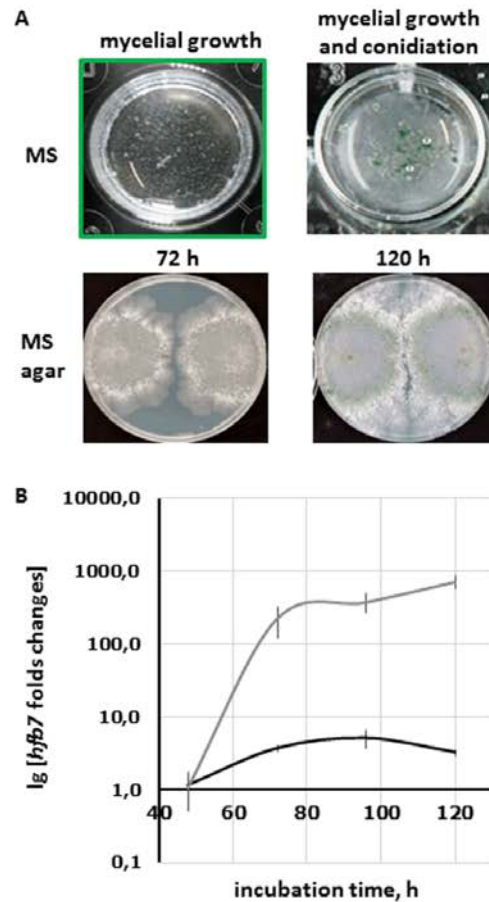 A
mycelial growth
mycelial growth
and conidiation
MS
72 h
120 h
MS
agar
B
lg [hfb7 folds changes]
10000,0
1000,0
100,0
10,0
1,0
0,1
40
60
80
100
120
incubation time, h